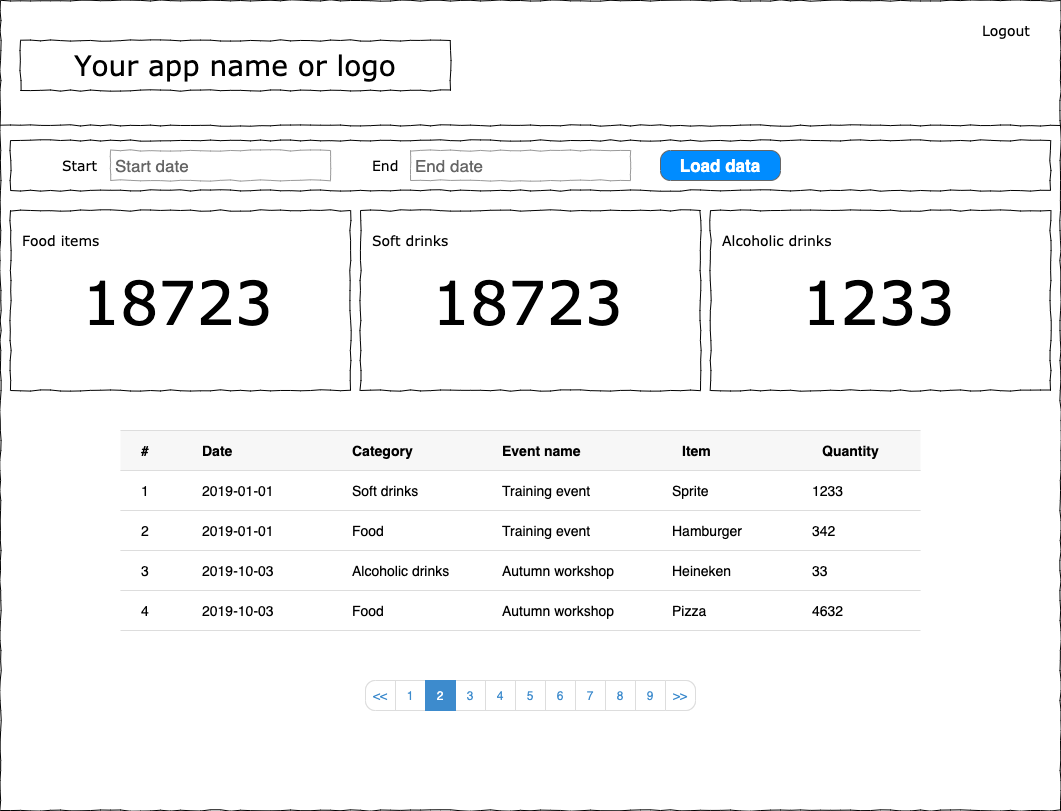 Logout
Your app name or logo
Start Start date End End date Load data
Food items Soft drinks Alcoholic drinks
18723 18723 1233
# Date Category Event name Item Quantity
1 2019-01-01 Soft drinks Training event Sprite 1233
2 2019-01-01 Food Training event Hamburger 342
3 2019-10-03 Alcoholic drinks Autumn workshop Heineken 33
4 2019-10-03 Food Autumn workshop Pizza 4632
<< 1 2 3 4 5 6 7 8 9 >>